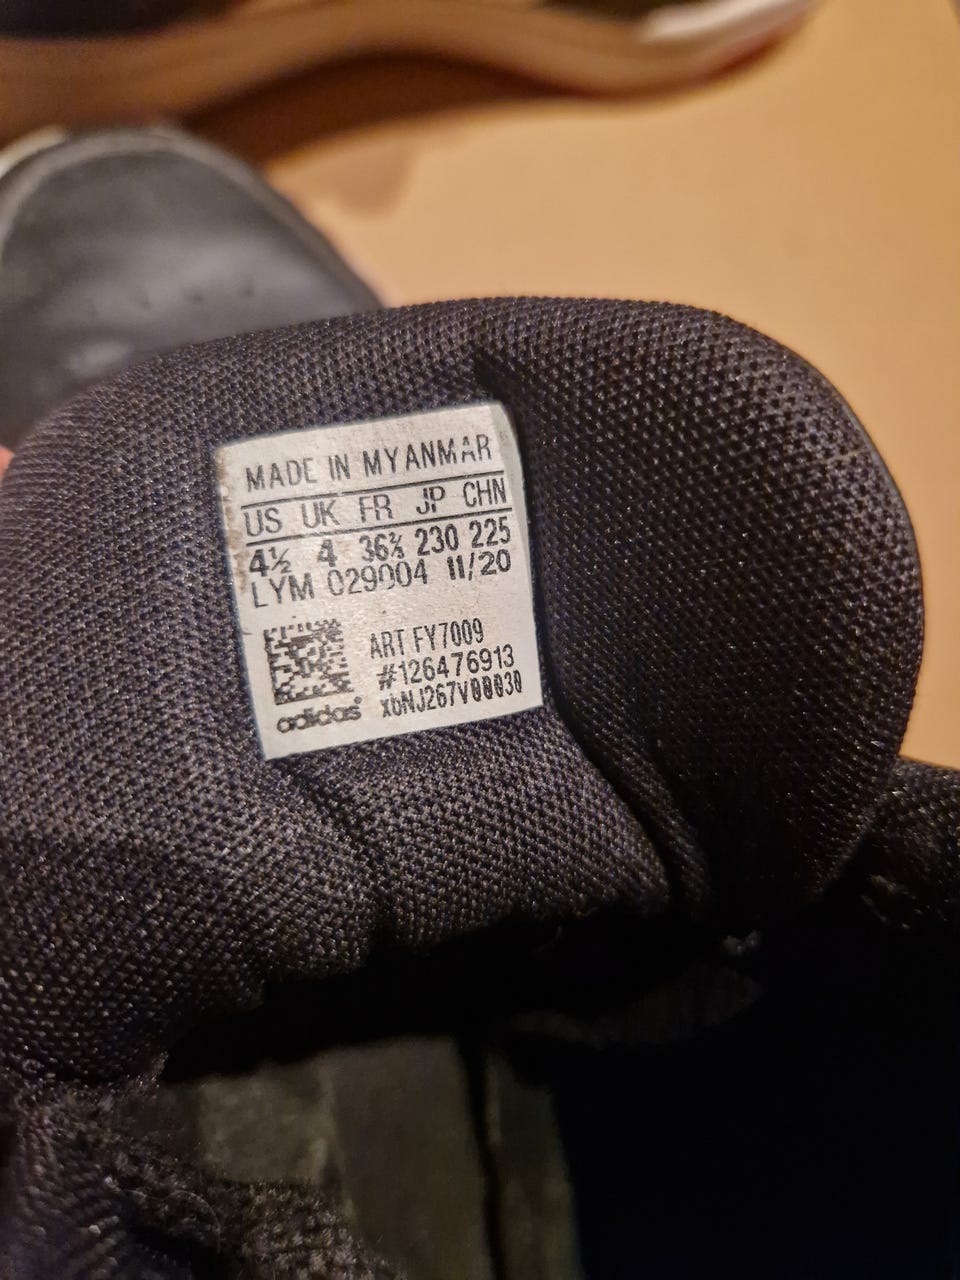 MADE IN MYANMAR
US UK FR JP CHN
4½ 4 36⅔ 230 225
LYM 029004 11/20
ART FY7009
#126476913
adidas®